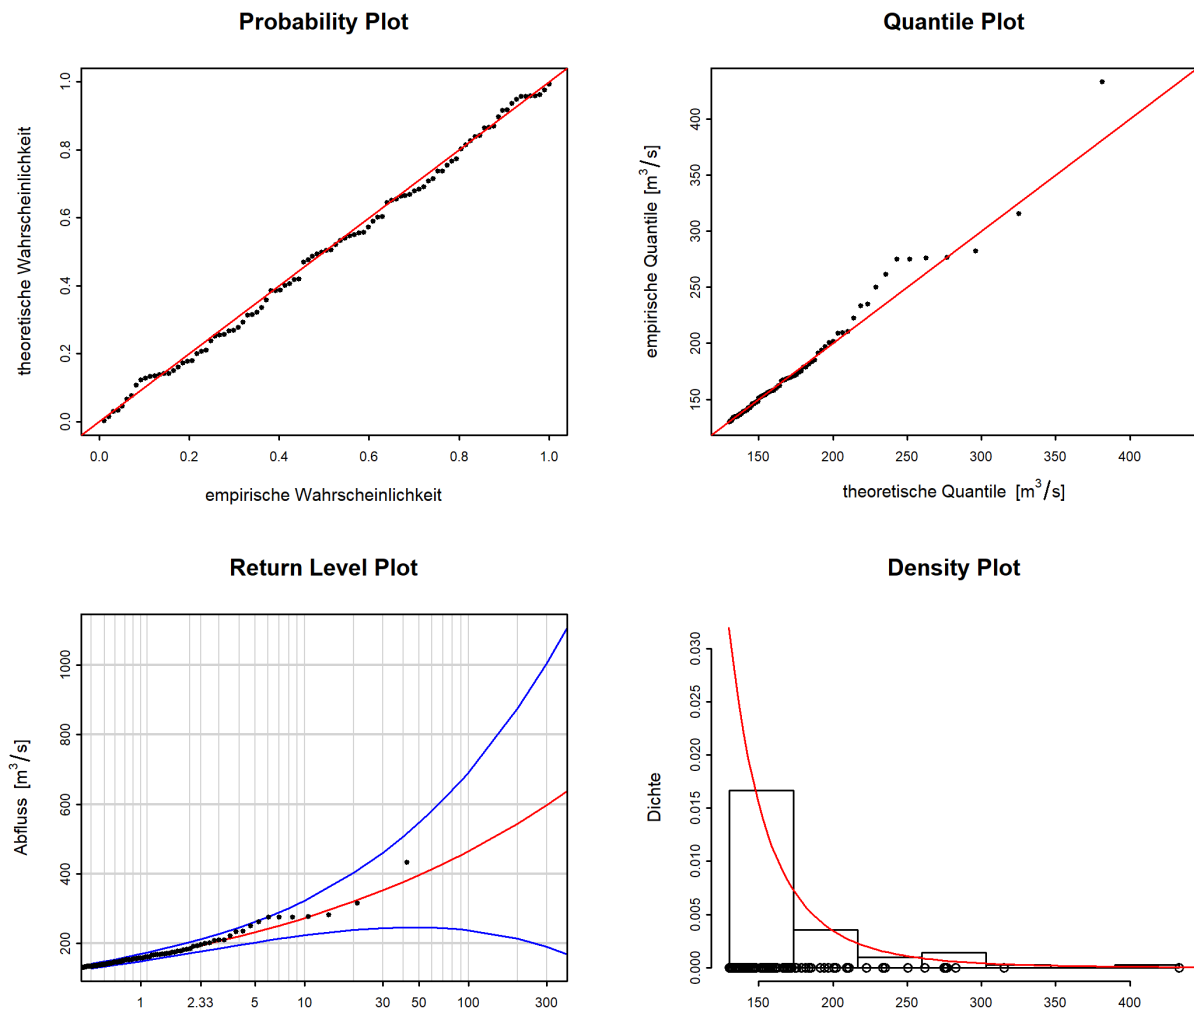 Probability Plot
theoretische Wahrscheinlichkeit
0.0 0.2 0.4 0.6 0.8 1.0
0.0 0.2 0.4 0.6 0.8 1.0
empirische Wahrscheinlichkeit
Quantile Plot
empirische Quantile [m³/s]
150 200 250 300 350 400
150 200 250 300 350 400
theoretische Quantile [m³/s]
Return Level Plot
Abfluss [m³/s]
200 400 600 800 1000
1 2.33 5 10 30 50 100 300
Density Plot
Dichte
0.000 0.005 0.010 0.015 0.020 0.025 0.030
150 200 250 300 350 400